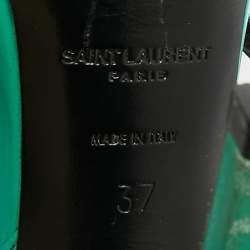 SAINT LAURENT
PARIS
MADE IN ITALY
37